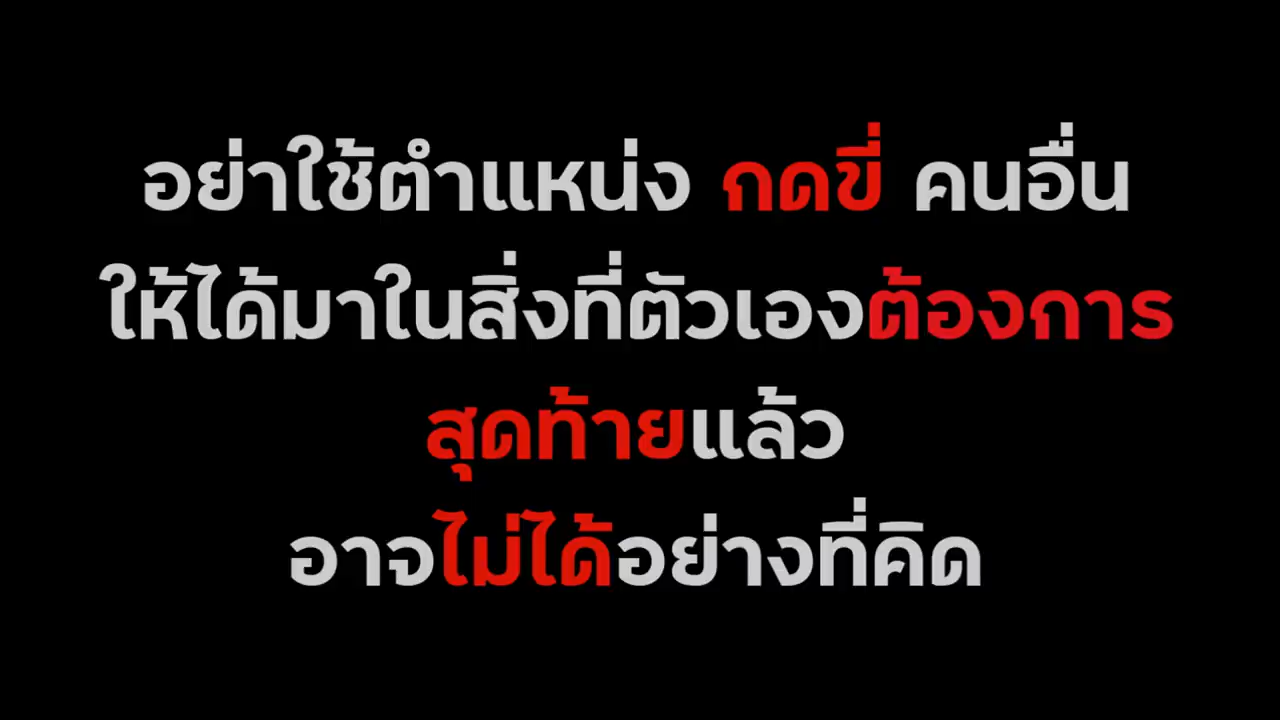 อย่าใช้ตำแหน่ง กดขี่ คนอื่น
ให้ได้มาในสิ่งที่ตัวเองต้องการ
สุดท้ายแล้ว
อาจไม่ได้อย่างที่คิด